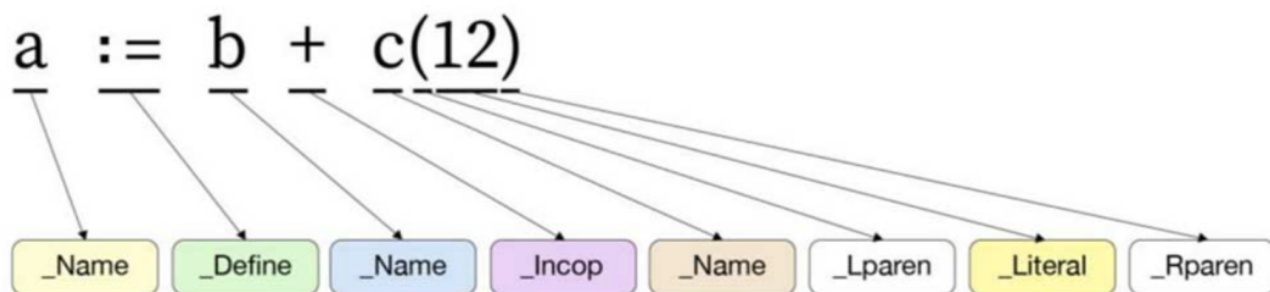 a := b + c(12)
_Name _Define _Name _Incop _Name _Lparen _Literal _Rparen